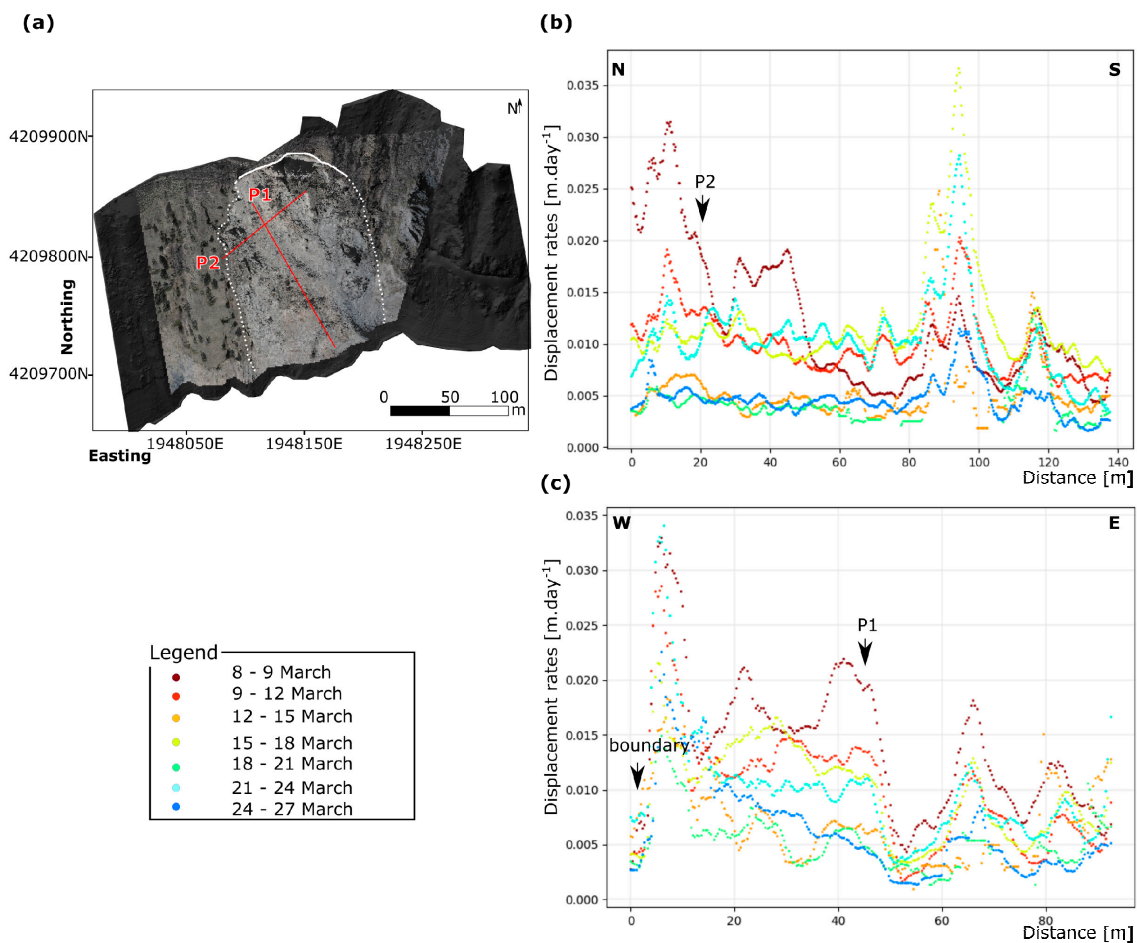 (a)
N
4209900N
4209800N
4209700N
Northing
P1
P2
0 50 100
m
1948050E 1948150E 1948250E
Easting
(b)
Displacement rates [m.day-1]
0.035
0.030
0.025
0.020
0.015
0.010
0.005
0.000
N S
P2
0 20 40 60 80 100 120 140
Distance [m]
(c)
Displacement rates [m.day-1]
0.035
0.030
0.025
0.020
0.015
0.010
0.005
0.000
W E
P1
boundary
0 20 40 60 80
Distance [m]
Legend
8 - 9 March
9 - 12 March
12 - 15 March
15 - 18 March
18 - 21 March
21 - 24 March
24 - 27 March